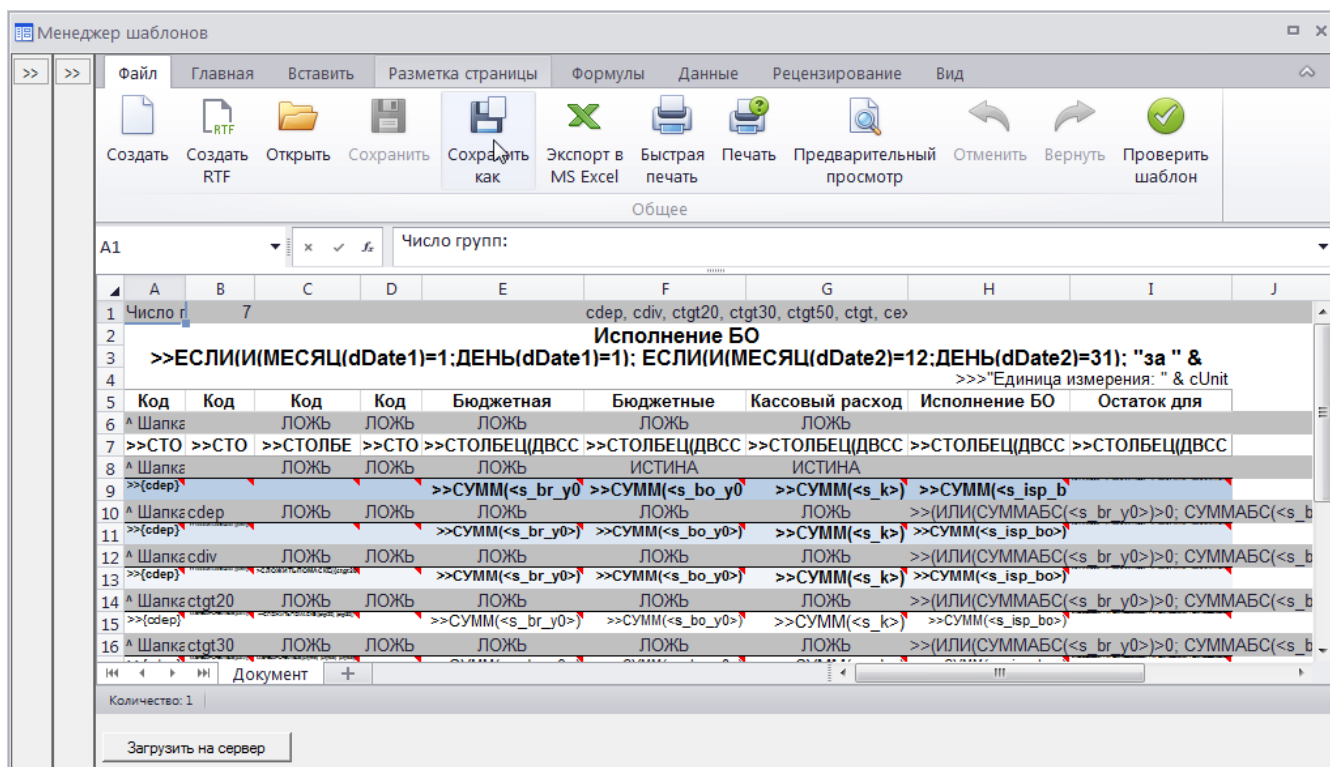 Менеджер шаблонов
>> >> Файл Главная Вставить Разметка страницы Формулы Данные Рецензирование Вид
Создать Создать RTF Открыть Сохранить Сохранить как Экспорт в MS Excel Быстрая печать Печать Предварительный просмотр Отменить Вернуть Проверить шаблон
Общее
A1 Число групп:
A B C D E F G H I J
1 Число г 7 cdep, cdiv, ctgt20, ctgt30, ctgt50, ctgt, cex
2 Исполнение БО
3 >>ЕСЛИ(И(МЕСЯЦ(dDate1)=1;ДЕНЬ(dDate1)=1); ЕСЛИ(И(МЕСЯЦ(dDate2)=12;ДЕНЬ(dDate2)=31); "за " &
4 >>>"Единица измерения: " & cUnit
5 Код Код Код Код Бюджетная Бюджетные Кассовый расход Исполнение БО Остаток для
6 ^ Шапка ЛОЖЬ ЛОЖЬ ЛОЖЬ ЛОЖЬ ЛОЖЬ
7 >>СТО >>СТО >>СТОЛБЕ >>СТО >>СТОЛБЕЦ(ДВСС >>СТОЛБЕЦ(ДВСС >>СТОЛБЕЦ(ДВСС >>СТОЛБЕЦ(ДВСС >>СТОЛБЕЦ(ДВСС
8 ^ Шапка ЛОЖЬ ЛОЖЬ ЛОЖЬ ИСТИНА ИСТИНА
9 >>{cdep} >>СУММ(<s_br_y0 >>СУММ(<s_bo_y0 >>СУММ(<s_k>) >>СУММ(<s_isp_b
10 ^ Шапка cdep ЛОЖЬ ЛОЖЬ ЛОЖЬ ЛОЖЬ ЛОЖЬ >>(ИЛИ(СУММАБС(<s_br_y0>)>0; СУММАБС(<s_b
11 >>{cdep} >>СУММ(<s_br_y0>) >>СУММ(<s_bo_y0>) >>СУММ(<s_k>) >>СУММ(<s_isp_bo>)
12 ^ Шапка cdiv ЛОЖЬ ЛОЖЬ ЛОЖЬ ЛОЖЬ ЛОЖЬ >>(ИЛИ(СУММАБС(<s_br_y0>)>0; СУММАБС(<s_b
13 >>{cdep} >>СУММ(<s_br_y0>) >>СУММ(<s_bo_y0>) >>СУММ(<s_k>) >>СУММ(<s_isp_bo>)
14 ^ Шапка ctgt20 ЛОЖЬ ЛОЖЬ ЛОЖЬ ЛОЖЬ ЛОЖЬ >>(ИЛИ(СУММАБС(<s_br_y0>)>0; СУММАБС(<s_b
15 >>{cdep} >>СУММ(<s_br_y0>) >>СУММ(<s_bo_y0>) >>СУММ(<s_k>) >>СУММ(<s_isp_bo>)
16 ^ Шапка ctgt30 ЛОЖЬ ЛОЖЬ ЛОЖЬ ЛОЖЬ ЛОЖЬ >>(ИЛИ(СУММАБС(<s_br_y0>)>0; СУММАБС(<s_b
Документ
Количество: 1
Загрузить на сервер